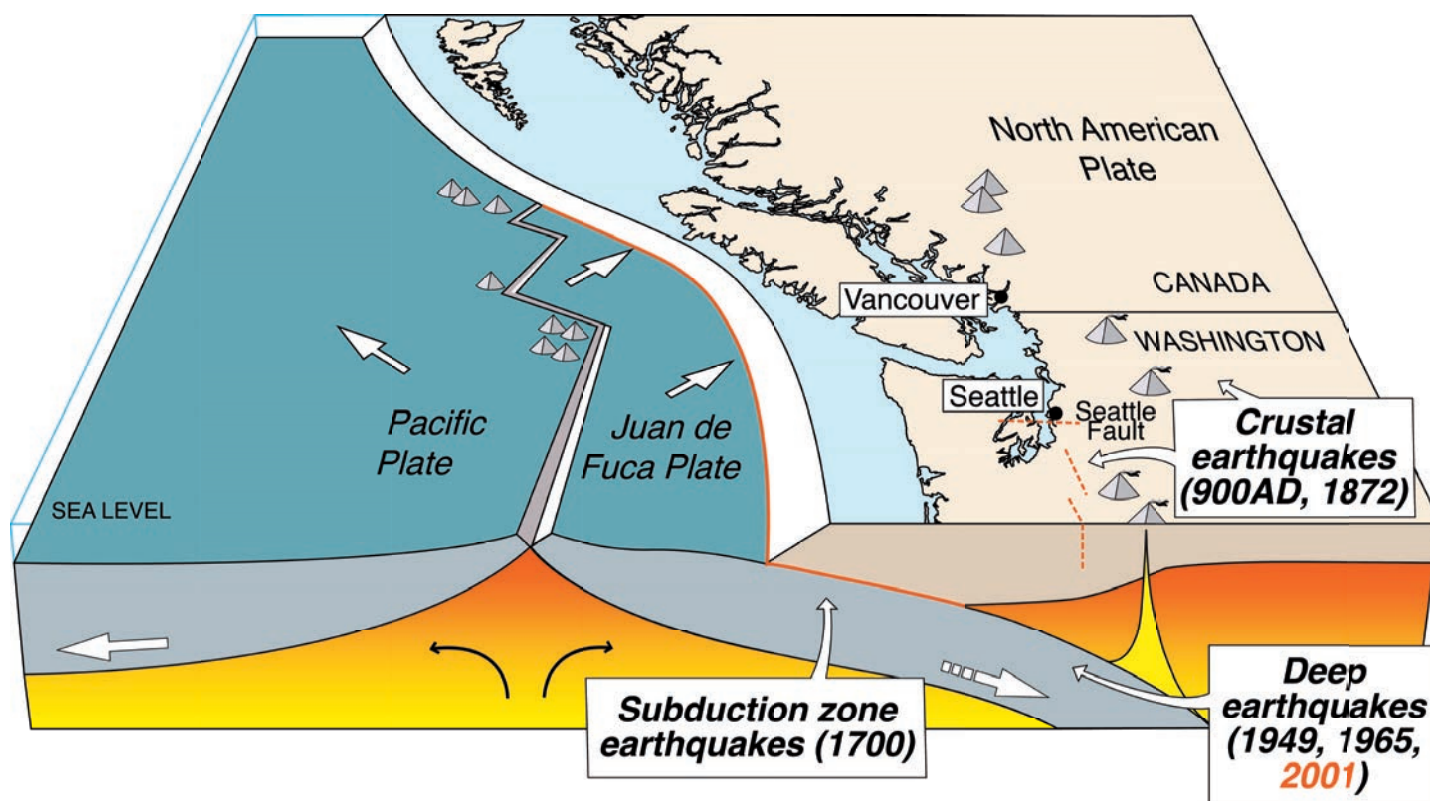 North American
Plate
CANADA
Vancouver
WASHINGTON
Seattle
Seattle
Fault
Crustal
earthquakes
(900AD, 1872)
Pacific
Plate
Juan de
Fuca Plate
SEA LEVEL
Subduction zone
earthquakes (1700)
Deep
earthquakes
(1949, 1965,
2001)